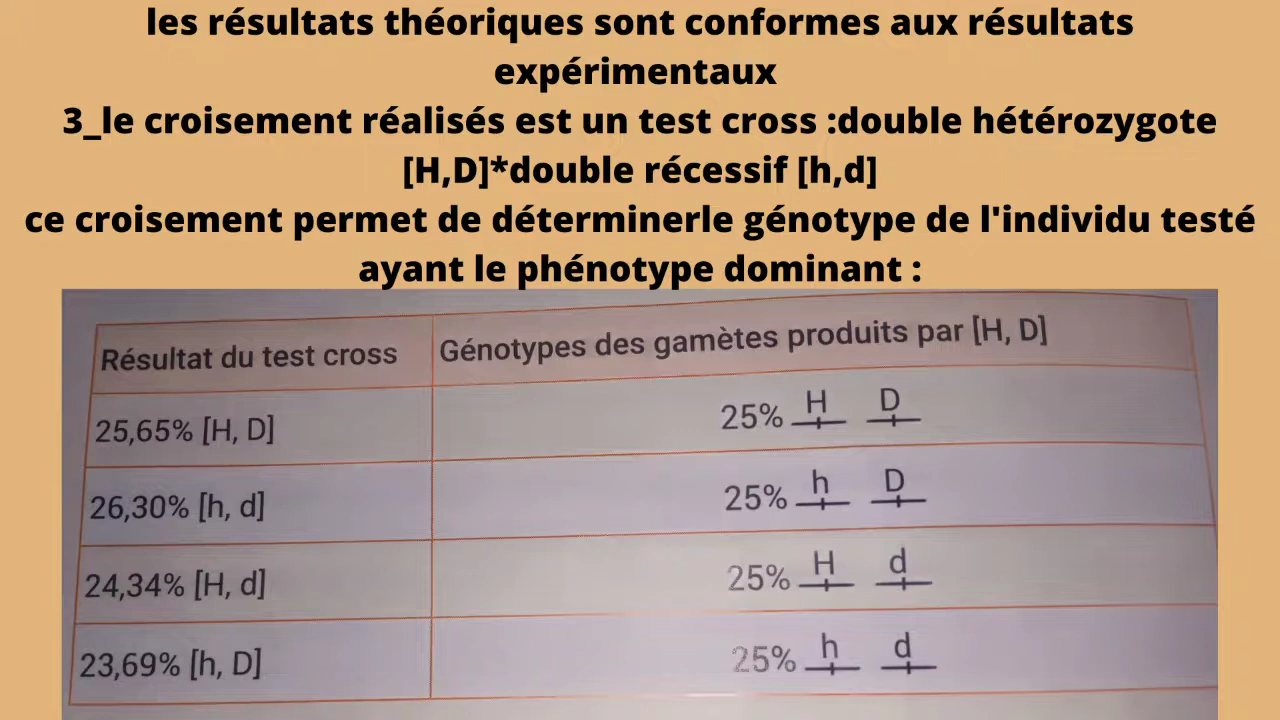 les résultats théoriques sont conformes aux résultats
expérimentaux
3_le croisement réalisés est un test cross :double hétérozygote
[H,D]*double récessif [h,d]
ce croisement permet de déterminerle génotype de l'individu testé
ayant le phénotype dominant :
Résultat du test cross Génotypes des gamètes produits par [H, D]
25,65% [H, D] 25% H D
26,30% [h, d] 25% h D
24,34% [H, d] 25% H d
23,69% [h, D] 25% h d